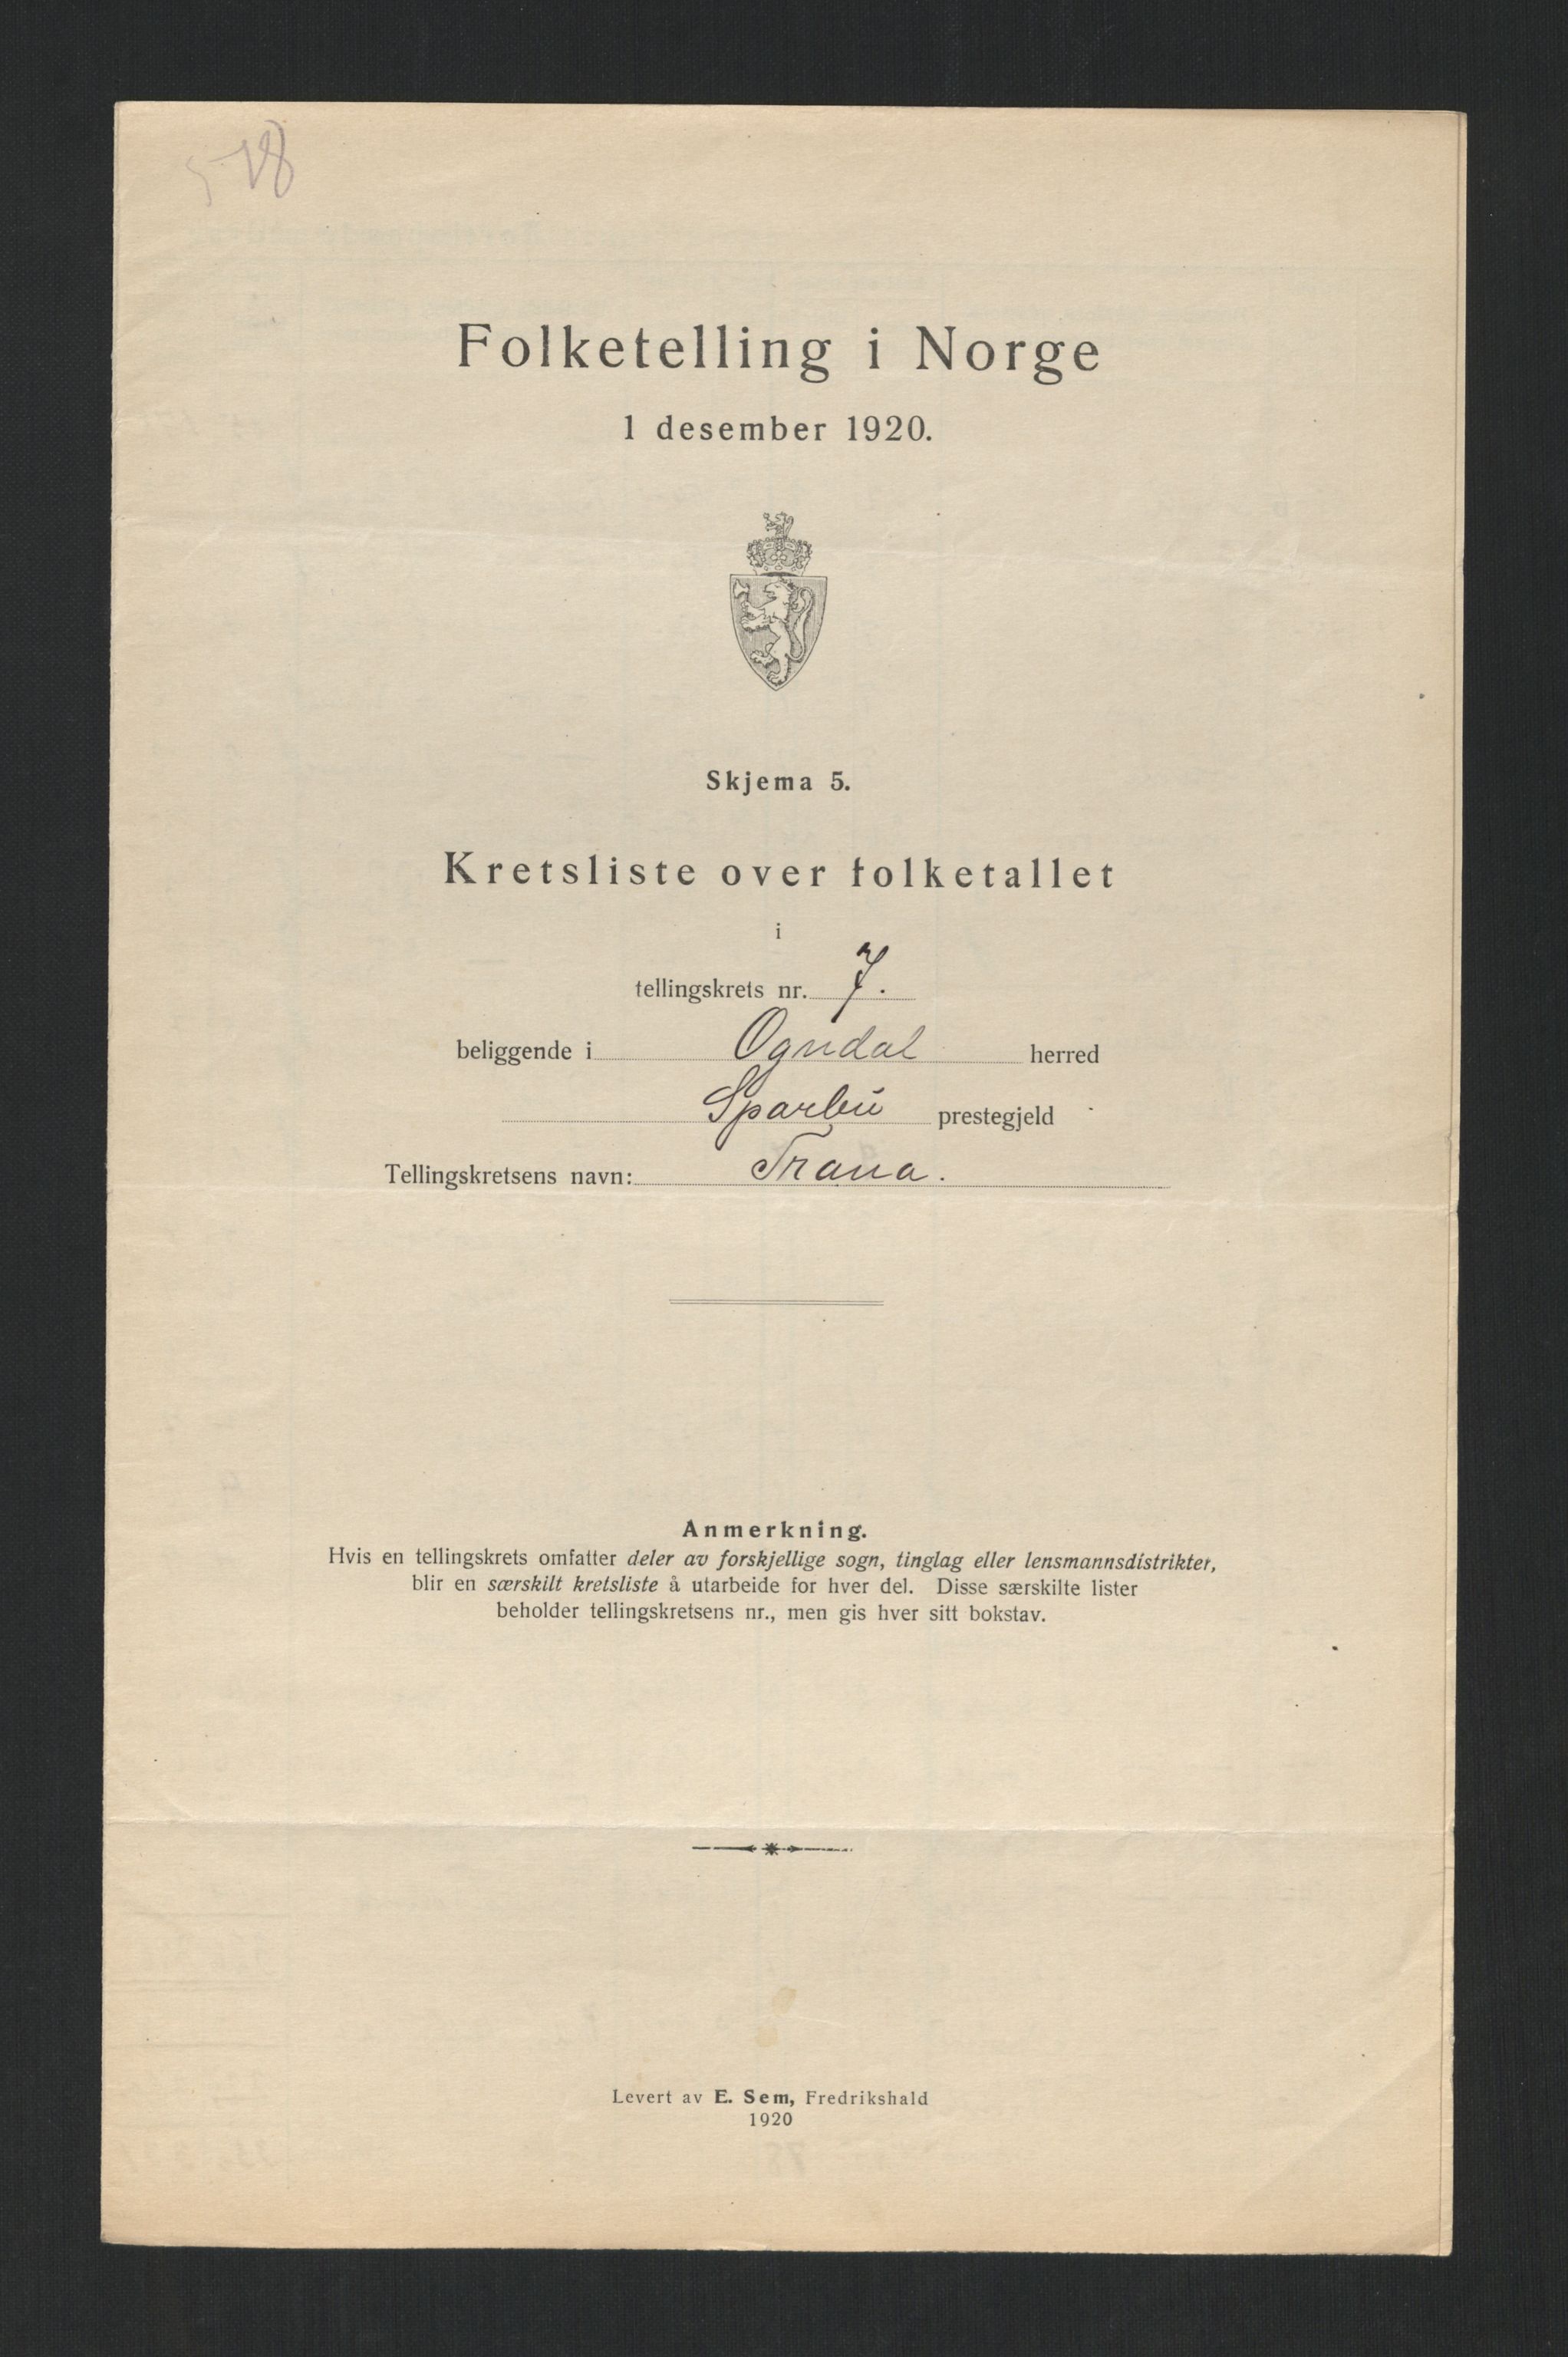 Folketelling i Norge
1 desember 1920.
Skjema 5.
Kretsliste over folketallet
i
tellingskrets nr. 7.
beliggende i Ogndal herred
Sparbu prestegjeld
Tellingskretsens navn: Trana.
Anmerkning.
Hvis en tellingskrets omfatter deler av forskjellige sogn, tinglag eller lensmannsdistrikter,
blir en særskilt kretsliste å utarbeide for hver del. Disse særskilte lister
beholder tellingskretsens nr., men gis hver sitt bokstav.
Levert av E. Sem, Fredrikshald
1920